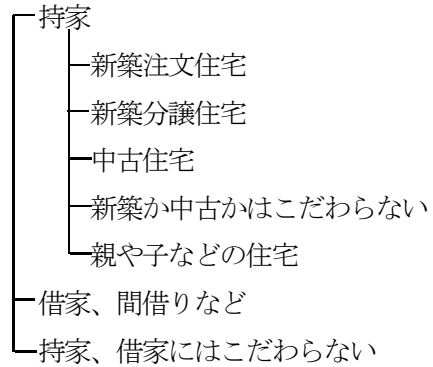 持家
新築注文住宅
新築分譲住宅
中古住宅
新築か中古かはこだわらない
親や子などの住宅
借家、間借りなど
持家、借家にはこだわらない